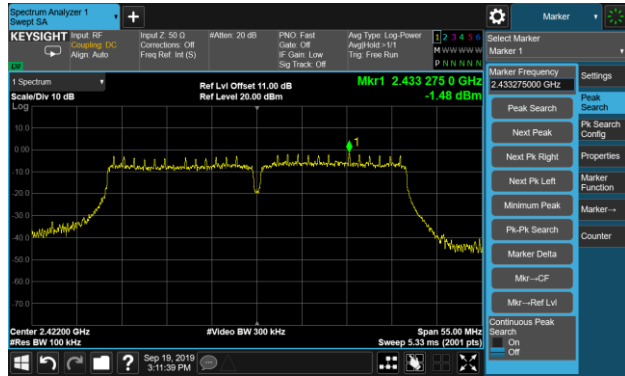 Spectrum Analyzer 1
Swept SA
Marker
KEYSIGHT
Input: RF
Coupling: DC
Align: Auto
Input Z: 50 Ω
Corrections: Off
Freq Ref: Int (S)
#Atten: 20 dB
PNO: Fast
Gate: Off
IF Gain: Low
Sig Track: Off
Avg Type: Log-Power
Avg|Hold:>1/1
Trig: Free Run
1 2 3 4 5 6
M W W W W W
P N N N N N
Select Marker
Marker 1
1 Spectrum
Scale/Div 10 dB
Log
Ref Lvl Offset 11.00 dB
Ref Level 20.00 dBm
Mkr1 2.433 275 0 GHz
-1.48 dBm
10.0
0.00
-10.0
-20.0
-30.0
-40.0
-50.0
-60.0
-70.0
1
Center 2.42200 GHz
#Res BW 100 kHz
#Video BW 300 kHz
Span 55.00 MHz
Sweep 5.33 ms (2001 pts)
Marker Frequency
2.433275000 GHz
Peak Search
Next Peak
Next Pk Right
Next Pk Left
Minimum Peak
Pk-Pk Search
Marker Delta
Mkr→CF
Mkr→Ref Lvl
Continuous Peak
Search
On
Off
Settings
Peak
Search
Pk Search
Config
Properties
Marker
Function
Marker→
Counter
?
Sep 19, 2019
3:11:39 PM